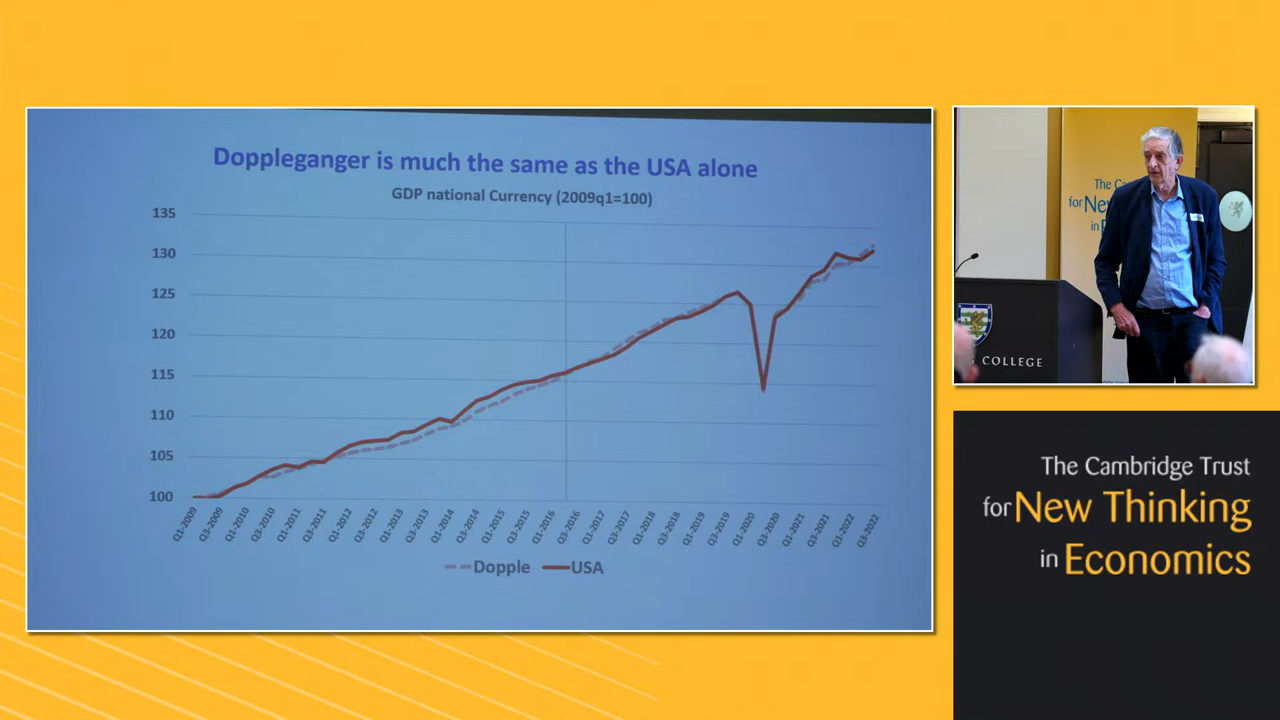 Doppleganger is much the same as the USA alone
GDP national Currency (2009q1=100)
135
130
125
120
115
110
105
100
Q1-2009
Q3-2009
Q1-2010
Q3-2010
Q1-2011
Q3-2011
Q1-2012
Q3-2012
Q1-2013
Q3-2013
Q1-2014
Q3-2014
Q1-2015
Q3-2015
Q1-2016
Q3-2016
Q1-2017
Q3-2017
Q1-2018
Q3-2018
Q1-2019
Q3-2019
Q1-2020
Q3-2020
Q1-2021
Q3-2021
Q1-2022
Q3-2022
Dopple USA
The C
for New
in
COLLEGE
The Cambridge Trust
for New Thinking
in Economics